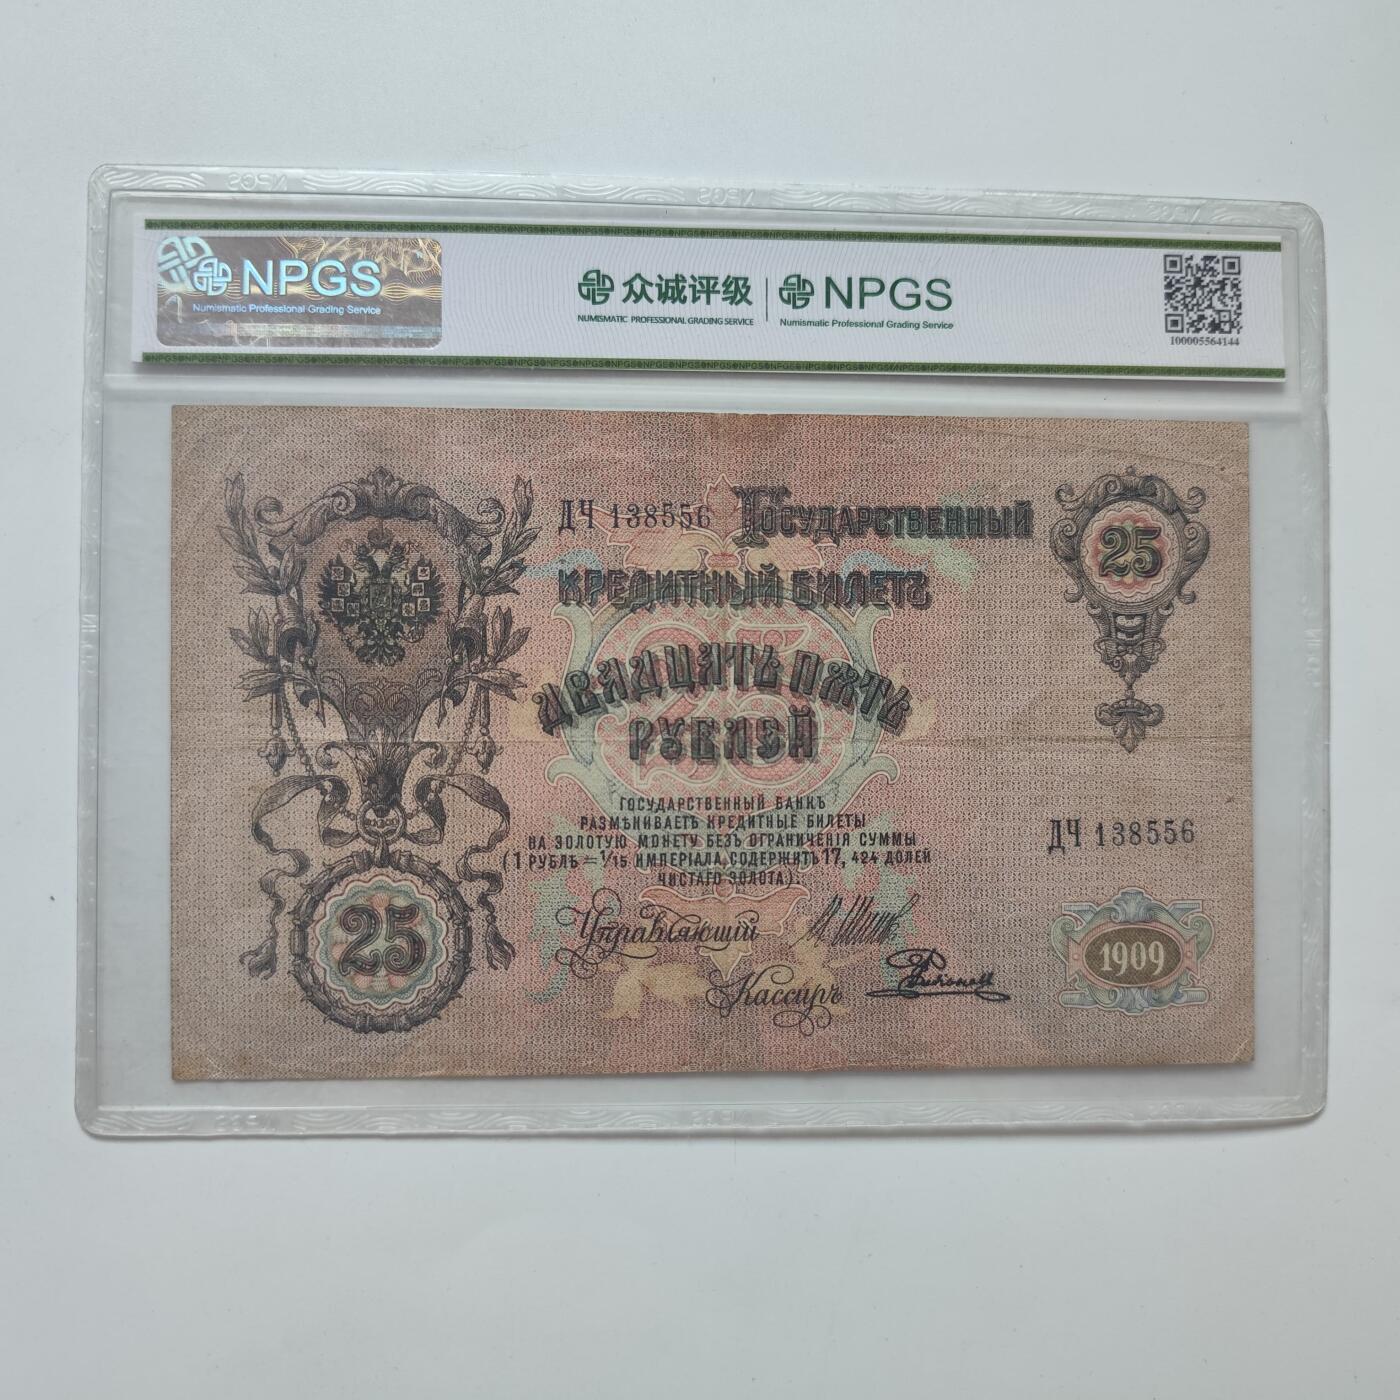 NPGS
Numismatic Professional Grading Service
众诚评级
NUMISMATIC PROFESSIONAL GRADING SERVICE
NPGS
Numismatic Professional Grading Service
100005564144
ДЧ 138556 Государственный
Кредитный Билетъ
25
Двадцать пять
рублей
Государственный банкъ
размѣниваетъ кредитные билеты
на золотую монету безъ ограниченія суммы
(1 рубль = 1/15 имперіала, содержитъ 17, 424 долей
чистаго золота).
ДЧ 138556
25
Управляющій
Кассиръ
1909
25